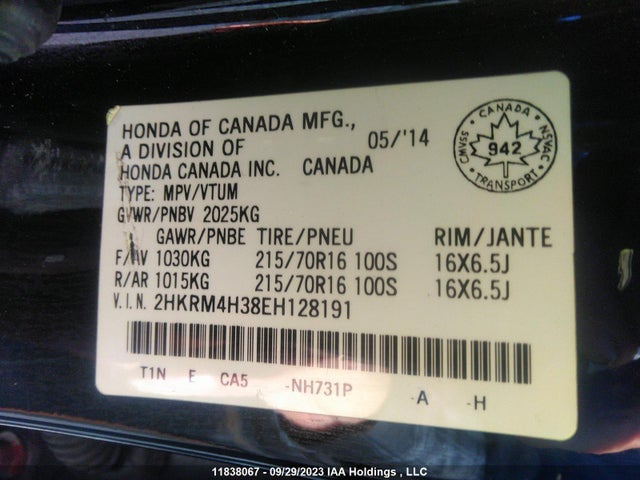 HONDA OF CANADA MFG.,
A DIVISION OF 05/'14
HONDA CANADA INC. CANADA
TYPE: MPV/VTUM
GVWR/PNBV 2025KG
GAWR/PNBE TIRE/PNEU RIM/JANTE
F/AV 1030KG 215/70R16 100S 16X6.5J
R/AR 1015KG 215/70R16 100S 16X6.5J
V.I.N. 2HKRM4H38EH128191
T1N E CA5 -NH731P -A -H
CANADA
CMVSS 942 NSVAC
TRANSPORT
11838067 - 09/29/2023 IAA Holdings , LLC